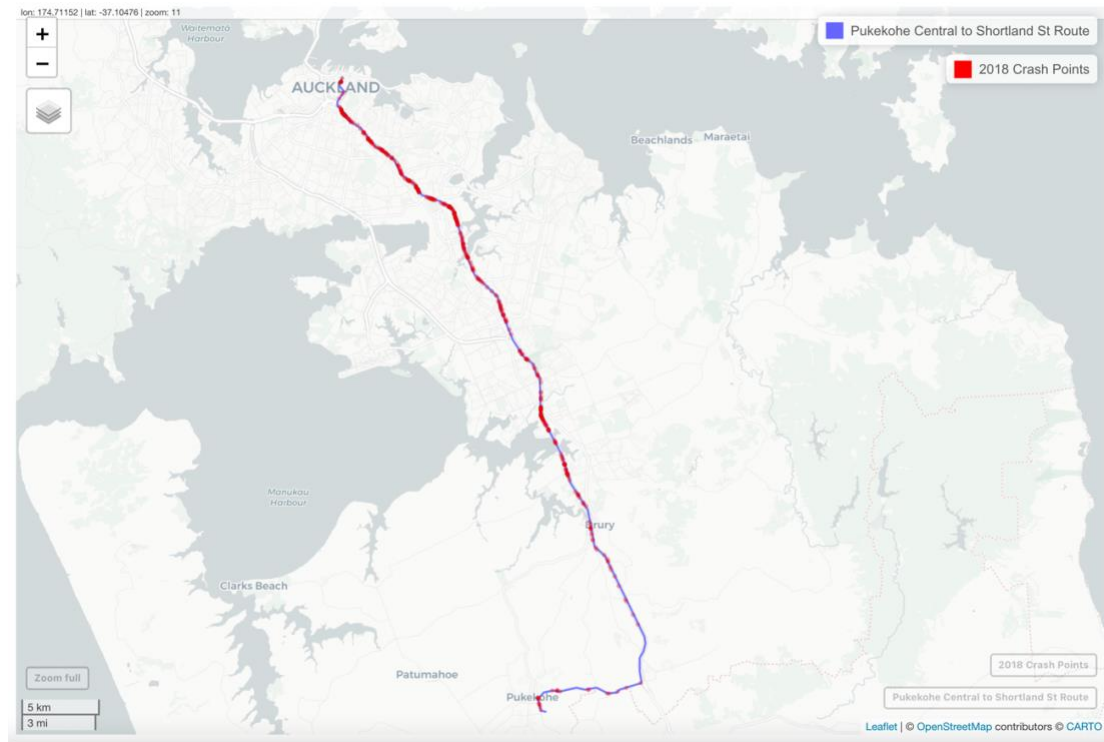 lon: 174.71152 | lat: -37.10476 | zoom: 11
+
−
Pukekohe Central to Shortland St Route
2018 Crash Points
Waitematā
Harbour
AUCKLAND
Beachlands
Maraetai
Manukau
Harbour
Drury
Clarks Beach
Patumahoe
Pukekohe
Zoom full
5 km
3 mi
2018 Crash Points
Pukekohe Central to Shortland St Route
Leaflet | © OpenStreetMap contributors © CARTO